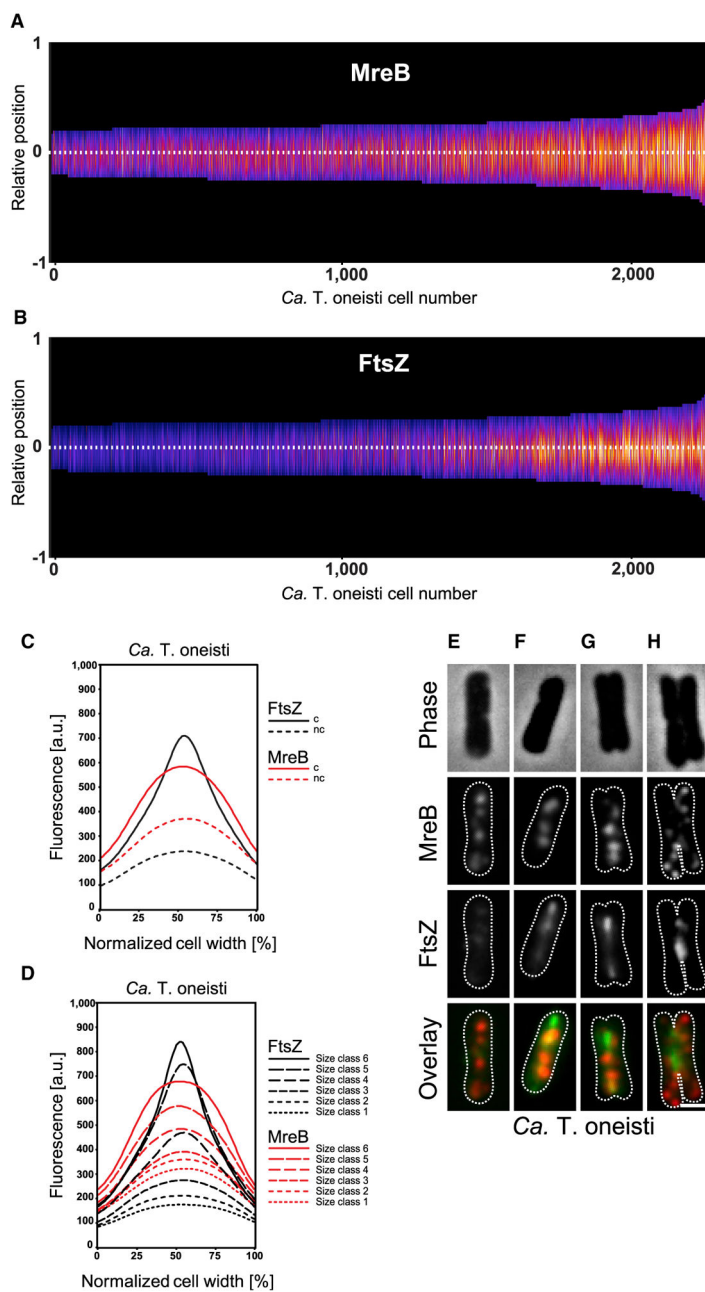 A
MreB
1
0
-1
Relative position
0
1,000
2,000
Ca. T. oneisti cell number
B
FtsZ
1
0
-1
Relative position
0
1,000
2,000
Ca. T. oneisti cell number
C
Ca. T. oneisti
1,000
900
800
700
600
500
400
300
200
100
0
Fluorescence [a.u.]
0
25
50
75
100
Normalized cell width [%]
FtsZ
c
nc
MreB
c
nc
D
Ca. T. oneisti
1,000
900
800
700
600
500
400
300
200
100
0
Fluorescence [a.u.]
0
25
50
75
100
Normalized cell width [%]
FtsZ
Size class 6
Size class 5
Size class 4
Size class 3
Size class 2
Size class 1
MreB
Size class 6
Size class 5
Size class 4
Size class 3
Size class 2
Size class 1
E
F
G
H
Phase
MreB
FtsZ
Overlay
Ca. T. oneisti